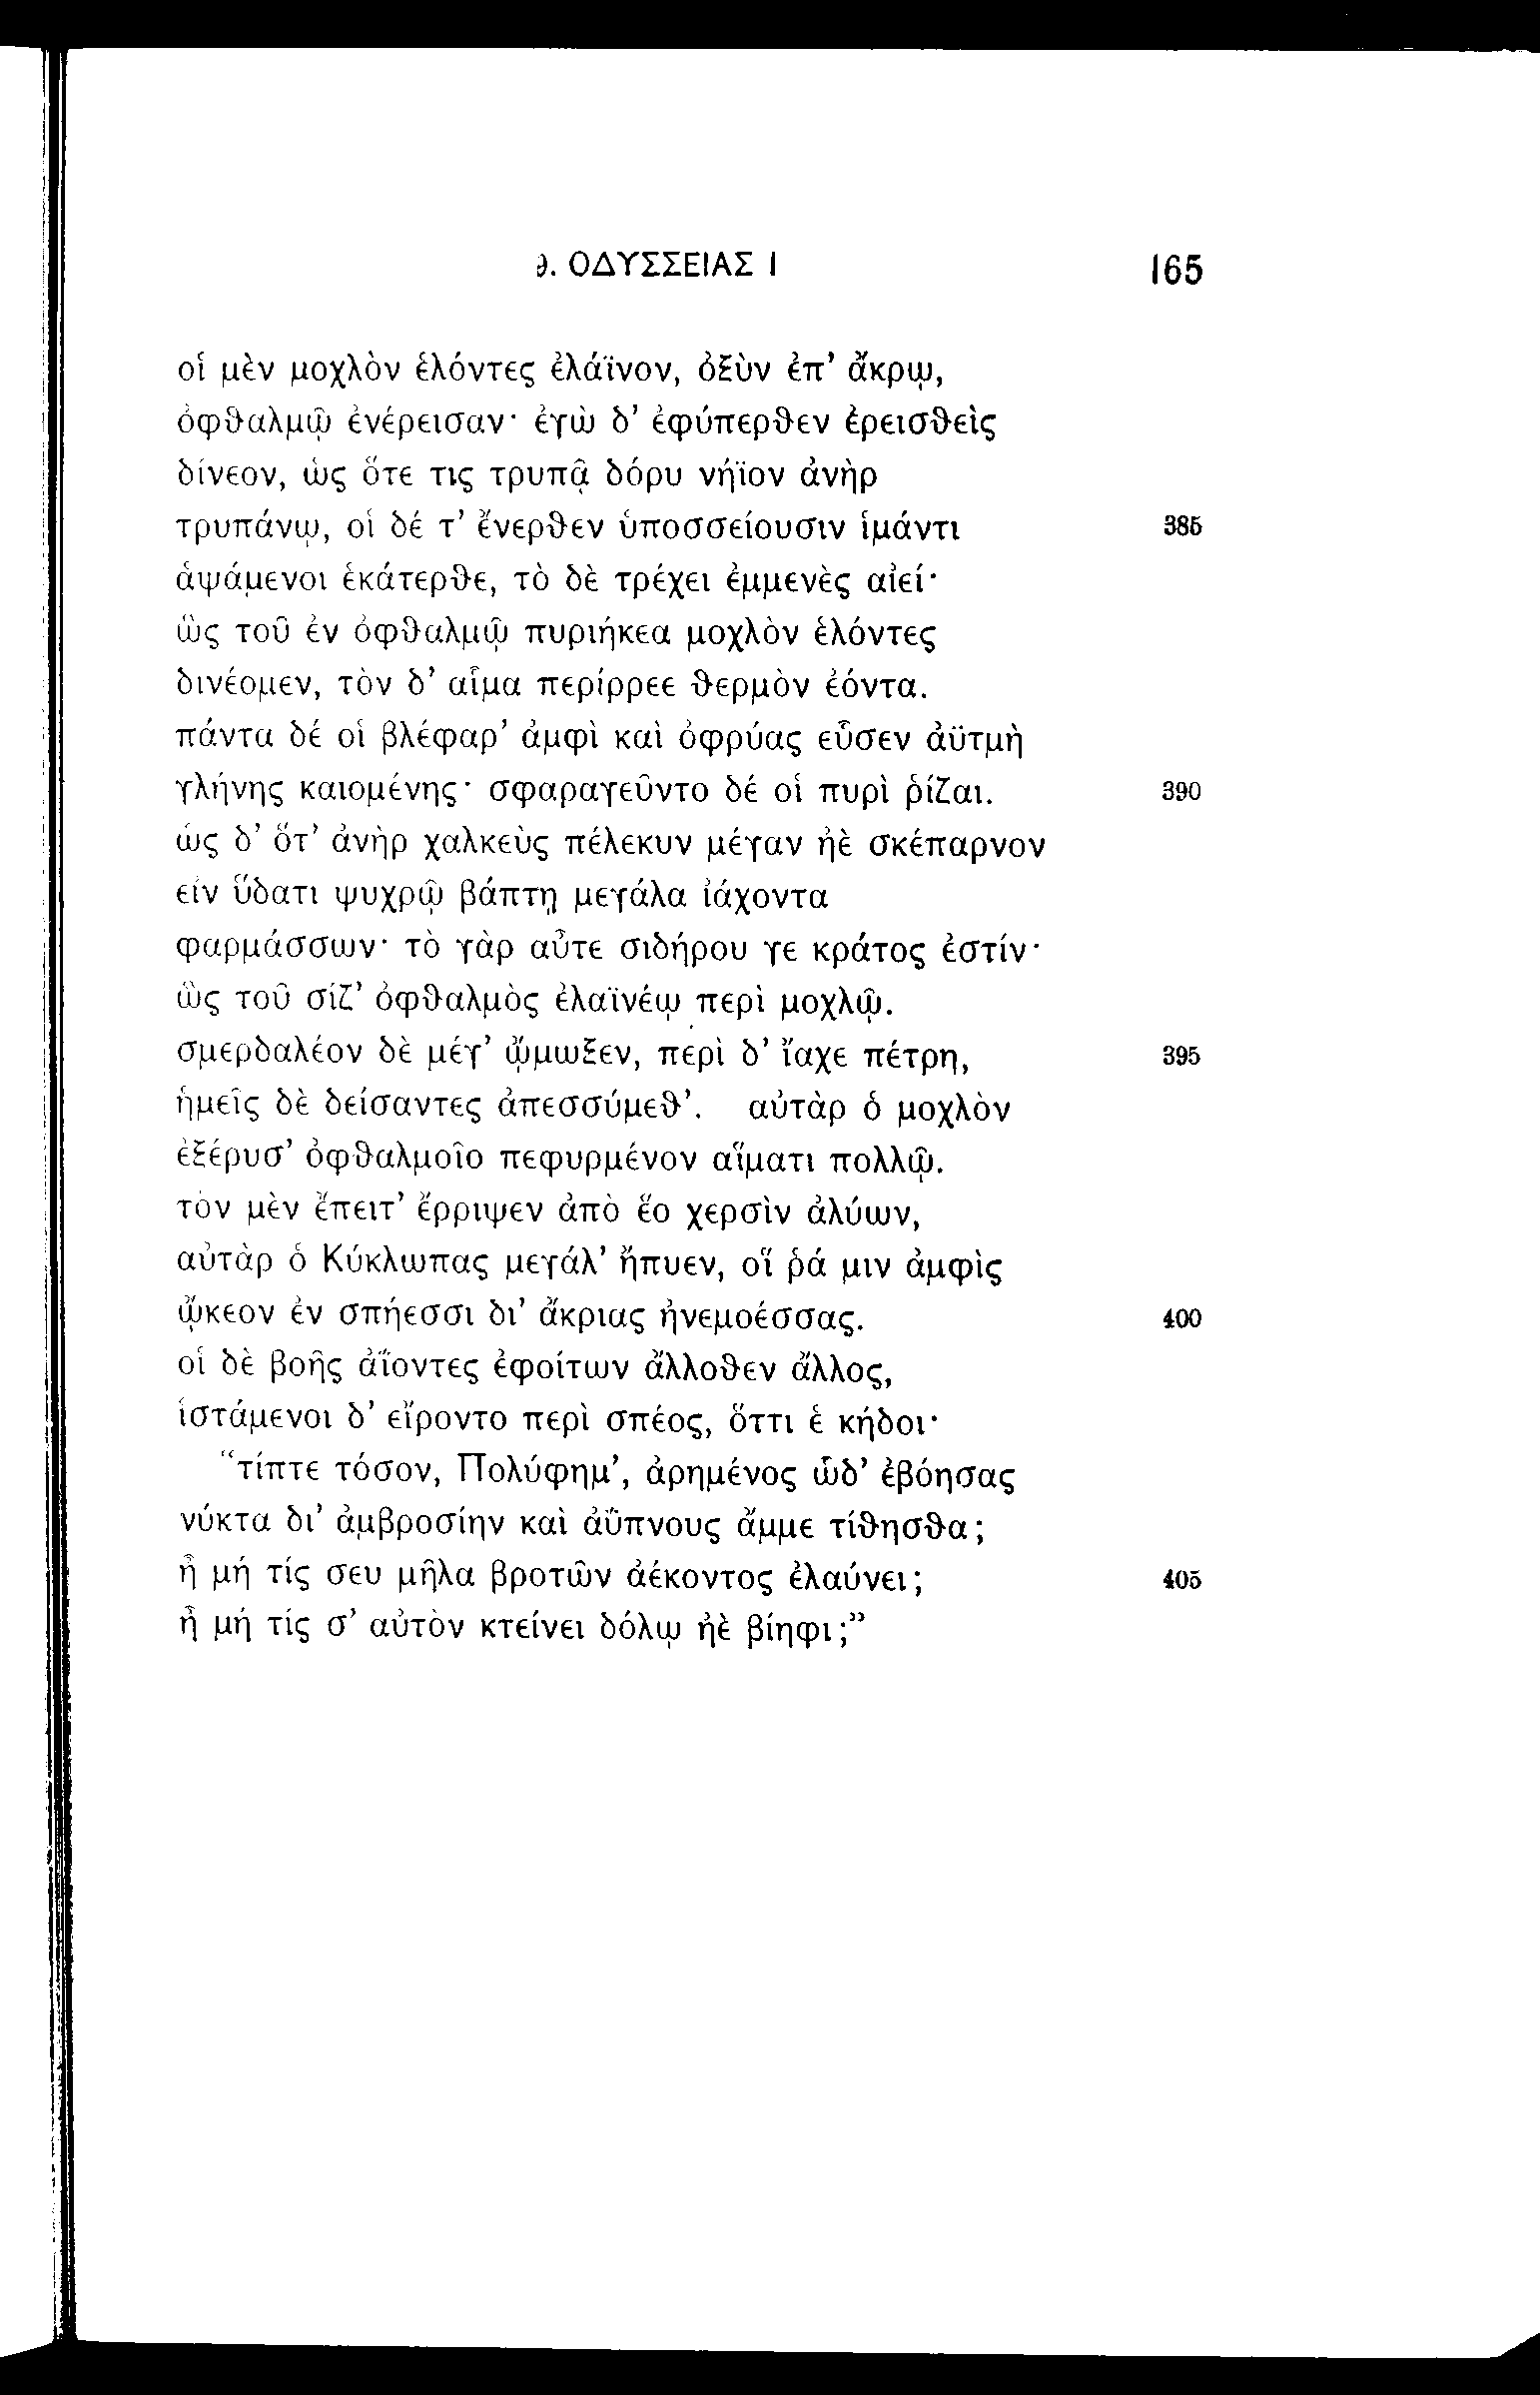 9. ΟΔΥΣΣΕΙΑΣ Ι 165
οἱ μὲν μοχλὸν ἑλόντες ἐλάϊνον, ὀξὺν ἐπ’ ἄκρῳ,
ὀφθαλμῷ ἐνέρεισαν· ἐγὼ δ’ ἐφύπερθεν ἐρεισθεὶς
δίνεον, ὡς ὅτε τις τρυπᾷ δόρυ νήϊον ἀνὴρ
τρυπάνῳ, οἱ δέ τ’ ἔνερθεν ὑποσσείουσιν ἱμάντι 385
ἁψάμενοι ἑκάτερθε, τὸ δὲ τρέχει ἐμμενὲς αἰεί·
ὣς τοῦ ἐν ὀφθαλμῷ πυριήκεα μοχλὸν ἑλόντες
δινέομεν, τὸν δ’ αἷμα περίρρεε θερμὸν ἐόντα.
πάντα δέ οἱ βλέφαρ’ ἀμφὶ καὶ ὀφρύας εὗσεν ἀϋτμὴ
γλήνης καιομένης· σφαραγεῦντο δέ οἱ πυρὶ ῥίζαι. 390
ὡς δ’ ὅτ’ ἀνὴρ χαλκεὺς πέλεκυν μέγαν ἠὲ σκέπαρνον
εἰν ὕδατι ψυχρῷ βάπτῃ μεγάλα ἰάχοντα
φαρμάσσων· τὸ γὰρ αὖτε σιδήρου γε κράτος ἐστίν·
ὣς τοῦ σίζ’ ὀφθαλμὸς ἐλαϊνέῳ περὶ μοχλῷ.
σμερδαλέον δὲ μέγ’ ᾤμωξεν, περὶ δ’ ἴαχε πέτρη, 395
ἡμεῖς δὲ δείσαντες ἀπεσσύμεθ’. αὐτὰρ ὁ μοχλὸν
ἐξέρυσ’ ὀφθαλμοῖο πεφυρμένον αἵματι πολλῷ.
τὸν μὲν ἔπειτ’ ἔρριψεν ἀπὸ ἕο χερσὶν ἀλύων,
αὐτὰρ ὁ Κύκλωπας μεγάλ’ ἤπυεν, οἵ ῥά μιν ἀμφὶς
ᾤκεον ἐν σπήεσσι δι’ ἄκριας ἠνεμοέσσας. 400
οἱ δὲ βοῆς ἀΐοντες ἐφοίτων ἄλλοθεν ἄλλος,
ἱστάμενοι δ’ εἴροντο περὶ σπέος, ὅττι ἑ κήδοι·
“τίπτε τόσον, Πολύφημ’, ἀρημένος ὧδ’ ἐβόησας
νύκτα δι’ ἀμβροσίην καὶ ἀΰπνους ἄμμε τίθησθα;
ἦ μή τίς σευ μῆλα βροτῶν ἀέκοντος ἐλαύνει; 405
ἦ μή τίς σ’ αὐτὸν κτείνει δόλῳ ἠὲ βίηφι;”